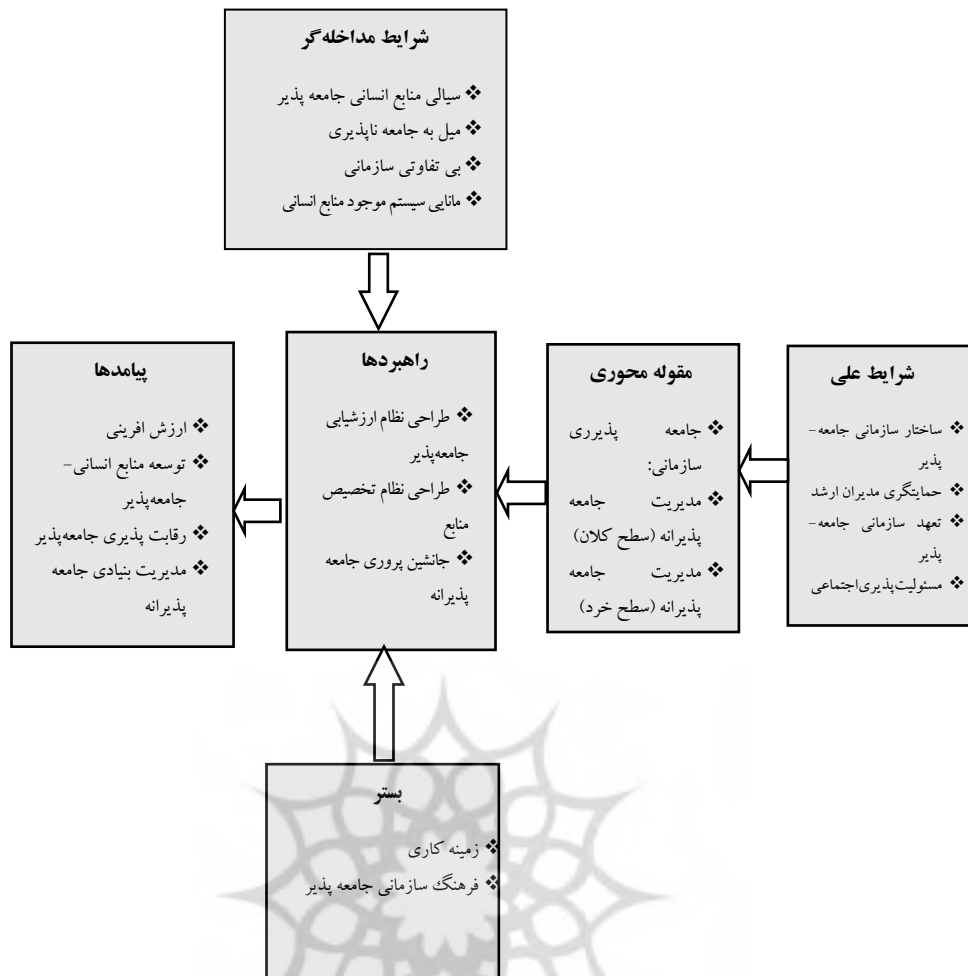 شرایط مداخله‌گر
❖ سیالی منابع انسانی جامعه پذیر
❖ میل به جامعه ناپذیری
❖ بی تفاوتی سازمانی
❖ مانایی سیستم موجود منابع انسانی
شرایط علی
❖ ساختار سازمانی جامعه-
پذیر
❖ حمایتگری مدیران ارشد
❖ تعهد سازمانی جامعه-
پذیر
❖ مسئولیت‌پذیری‌اجتماعی
مقوله محوری
❖ جامعه پذیرری
سازمانی:
❖ مدیریت جامعه
پذیرانه (سطح کلان)
❖ مدیریت جامعه
پذیرانه (سطح خرد)
راهبردها
❖ طراحی نظام ارزشیابی
جامعه‌پذیر
❖ طراحی نظام تخصیص
منابع
❖ جانشین پروری جامعه
پذیرانه
پیامدها
❖ ارزش افرینی
❖ توسعه منابع انسانی-
جامعه‌پذیر
❖ رقابت پذیری جامعه‌پذیر
❖ مدیریت بنیادی جامعه
پذیرانه
بستر
❖ زمینه کاری
❖ فرهنگ سازمانی جامعه پذیر